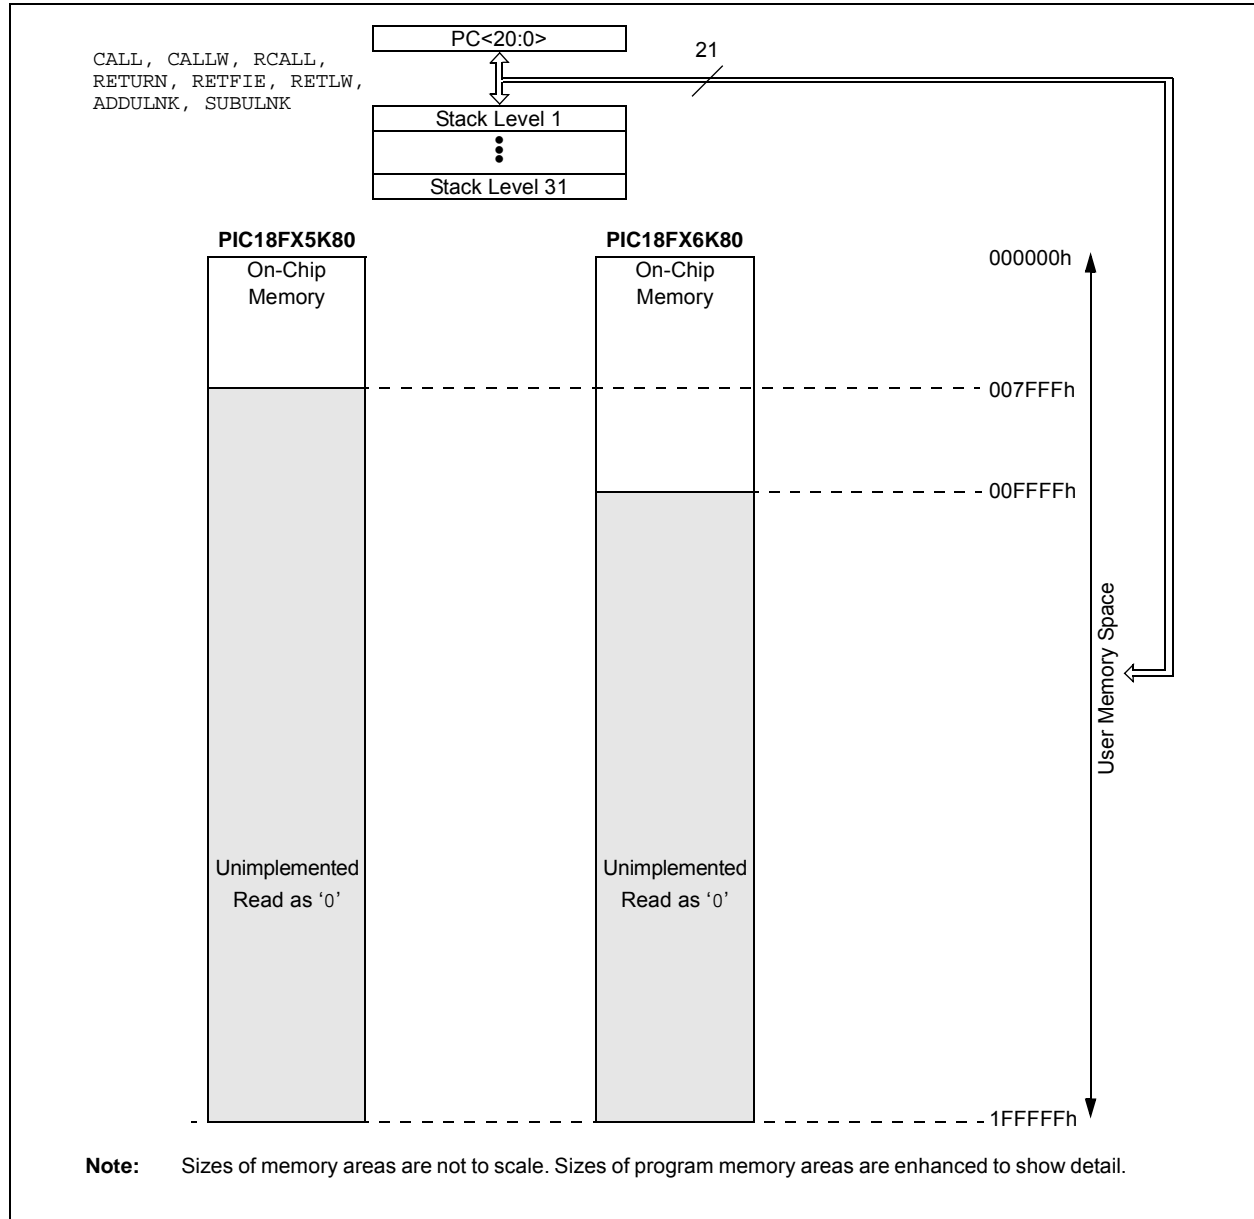 PC<20:0>
21
CALL, CALLW, RCALL,
RETURN, RETFIE, RETLW,
ADDULNK, SUBULNK
Stack Level 1
Stack Level 31
PIC18FX5K80
PIC18FX6K80
On-Chip
Memory
On-Chip
Memory
000000h
007FFFh
00FFFFh
User Memory Space
Unimplemented
Read as ‘0’
Unimplemented
Read as ‘0’
1FFFFFh
Note: Sizes of memory areas are not to scale. Sizes of program memory areas are enhanced to show detail.